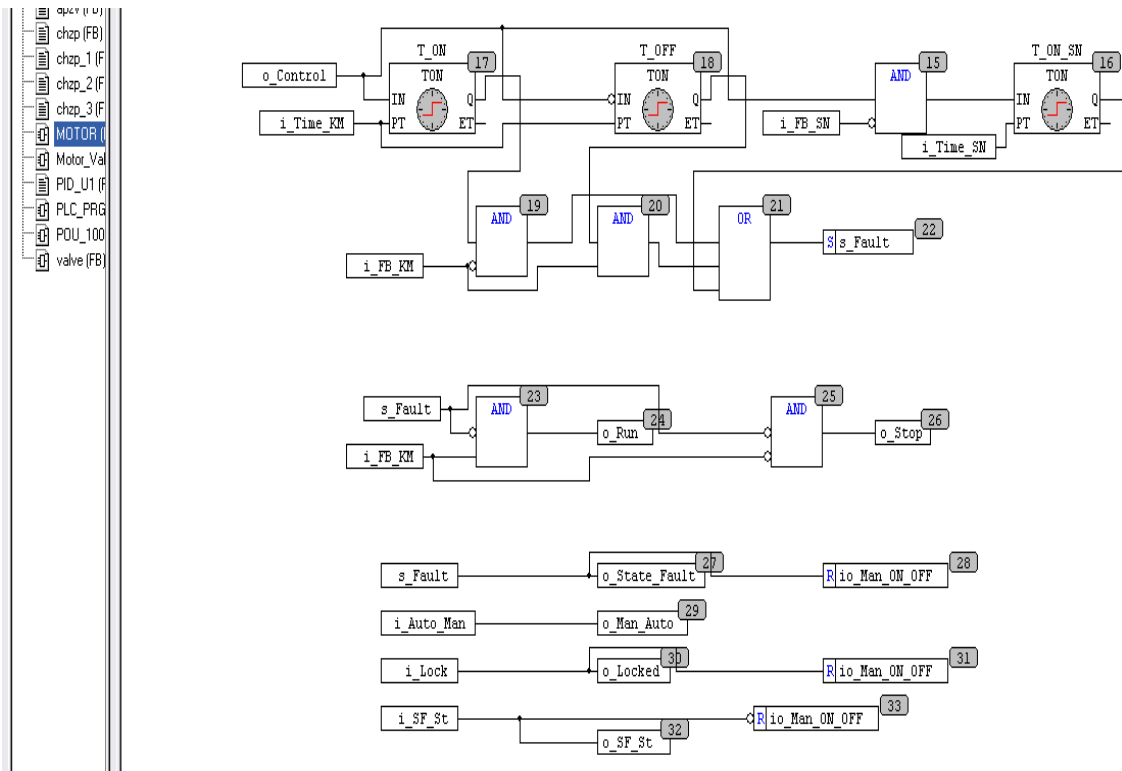 apzv (FB)
chzp (FB)
chzp_1 (F
chzp_2 (F
chzp_3 (F
MOTOR (
Motor_Val
PID_U1 (F
PLC_PRG
POU_100
valve (FB)
T_ON 17
TON
IN Q
PT ET
o_Control
i_Time_KM
T_OFF 18
TON
IN Q
PT ET
15
AND
i_FB_SN
i_Time_SN
T_ON_SN 16
TON
IN Q
PT ET
AND 19
AND 20
OR 21
S s_Fault 22
i_FB_KM
s_Fault
i_FB_KM
AND 23
o_Run 24
AND 25
o_Stop 26
s_Fault
o_State_Fault 27
R io_Man_ON_OFF 28
i_Auto_Man
o_Man_Auto 29
i_Lock
o_Locked 30
R io_Man_ON_OFF 31
i_SF_St
R io_Man_ON_OFF 33
o_SF_St 32